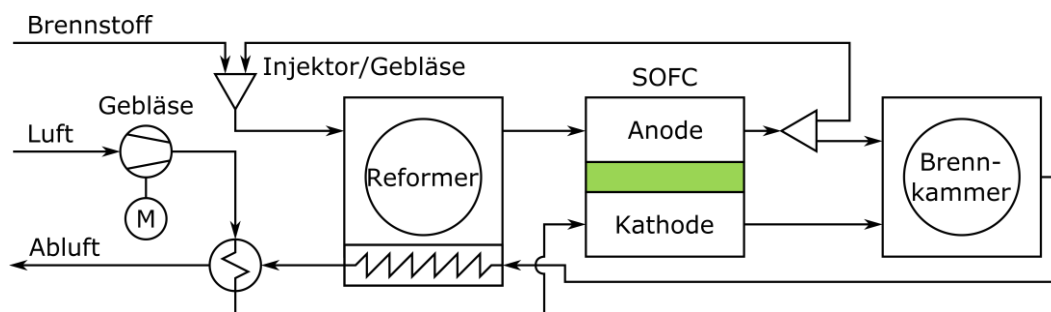 Brennstoff
Injektor/Gebläse
SOFC
Gebläse
Luft
Anode
Reformer
Brenn-
kammer
M
Kathode
Abluft